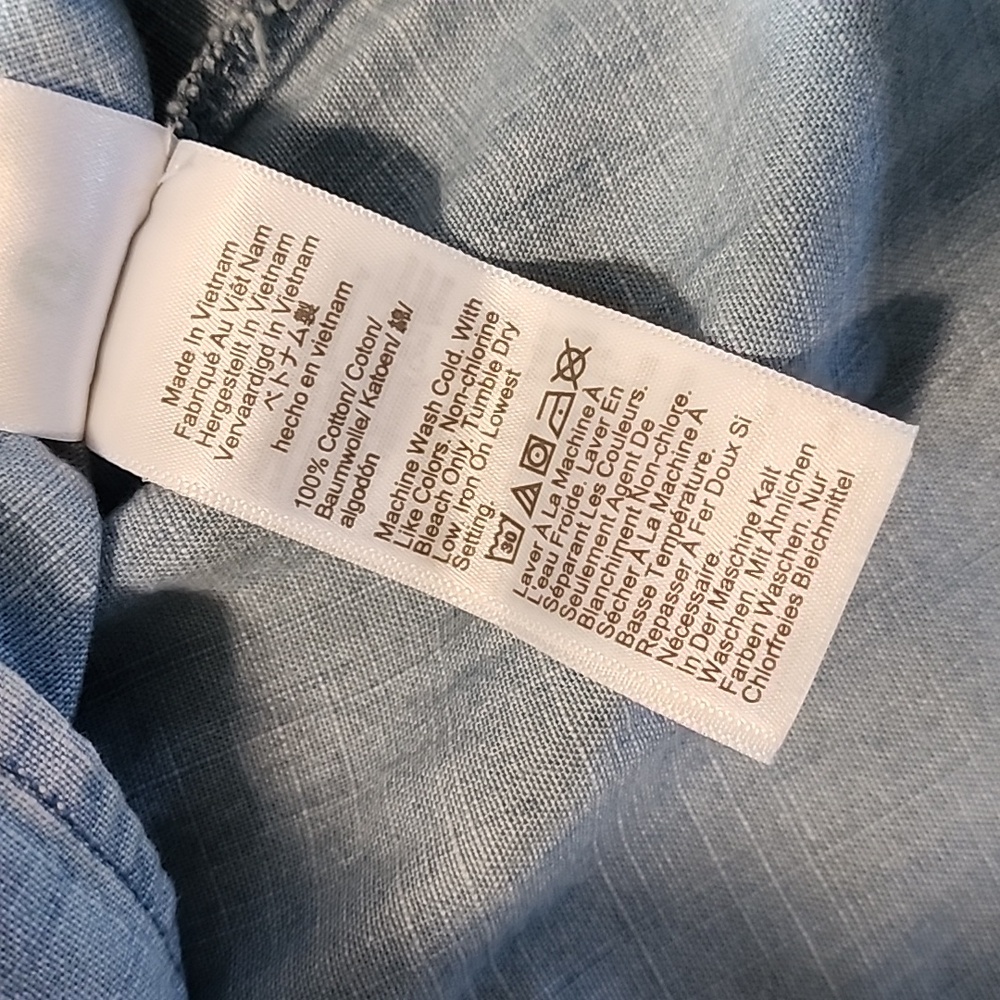 Made In Vietnam
Fabriqué Au Viêt Nam
Hergestellt In Vietnam
Vervaardigd In Vietnam
ベトナム製
hecho en vietnam
100% Cotton/ Coton/
Baumwolle/ Katoen/ 綿/
algodón
Machine Wash Cold. With
Like Colors, Non-chlorine
Bleach Only, Tumble Dry
Low, Iron On Lowest
Setting.
30
Laver À La Machine À
L'eau Froide. Laver En
Séparant Les Couleurs.
Seulement Agent De
Blanchiment Non-chlore.
Sécher À La Machine À
Basse Température.
Repasser À Fer Doux Si
Nécessaire.
In Der Maschine Kalt
Waschen. Mit Ähnlichen
Farben Waschen. Nur
Chlorffreies Bleichmittel